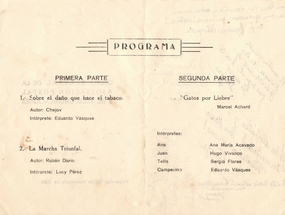 PROGRAMA
PRIMERA PARTE
1. Sobre el daño que hace el tabaco.
Autor: Chejov
Intérprete: Eduardo Vásques
2. La Marcha Triunfal.
Autor: Rubén Darío.
Intérprete: Lucy Pérez
SEGUNDA PARTE
"Gatos por Liebre"
Marcel Achard
Intérpretes:
Ana Ana María Acevedo
Juan Hugo Vivanco
Tello Sergio Flores
Campesino Eduardo Vásques